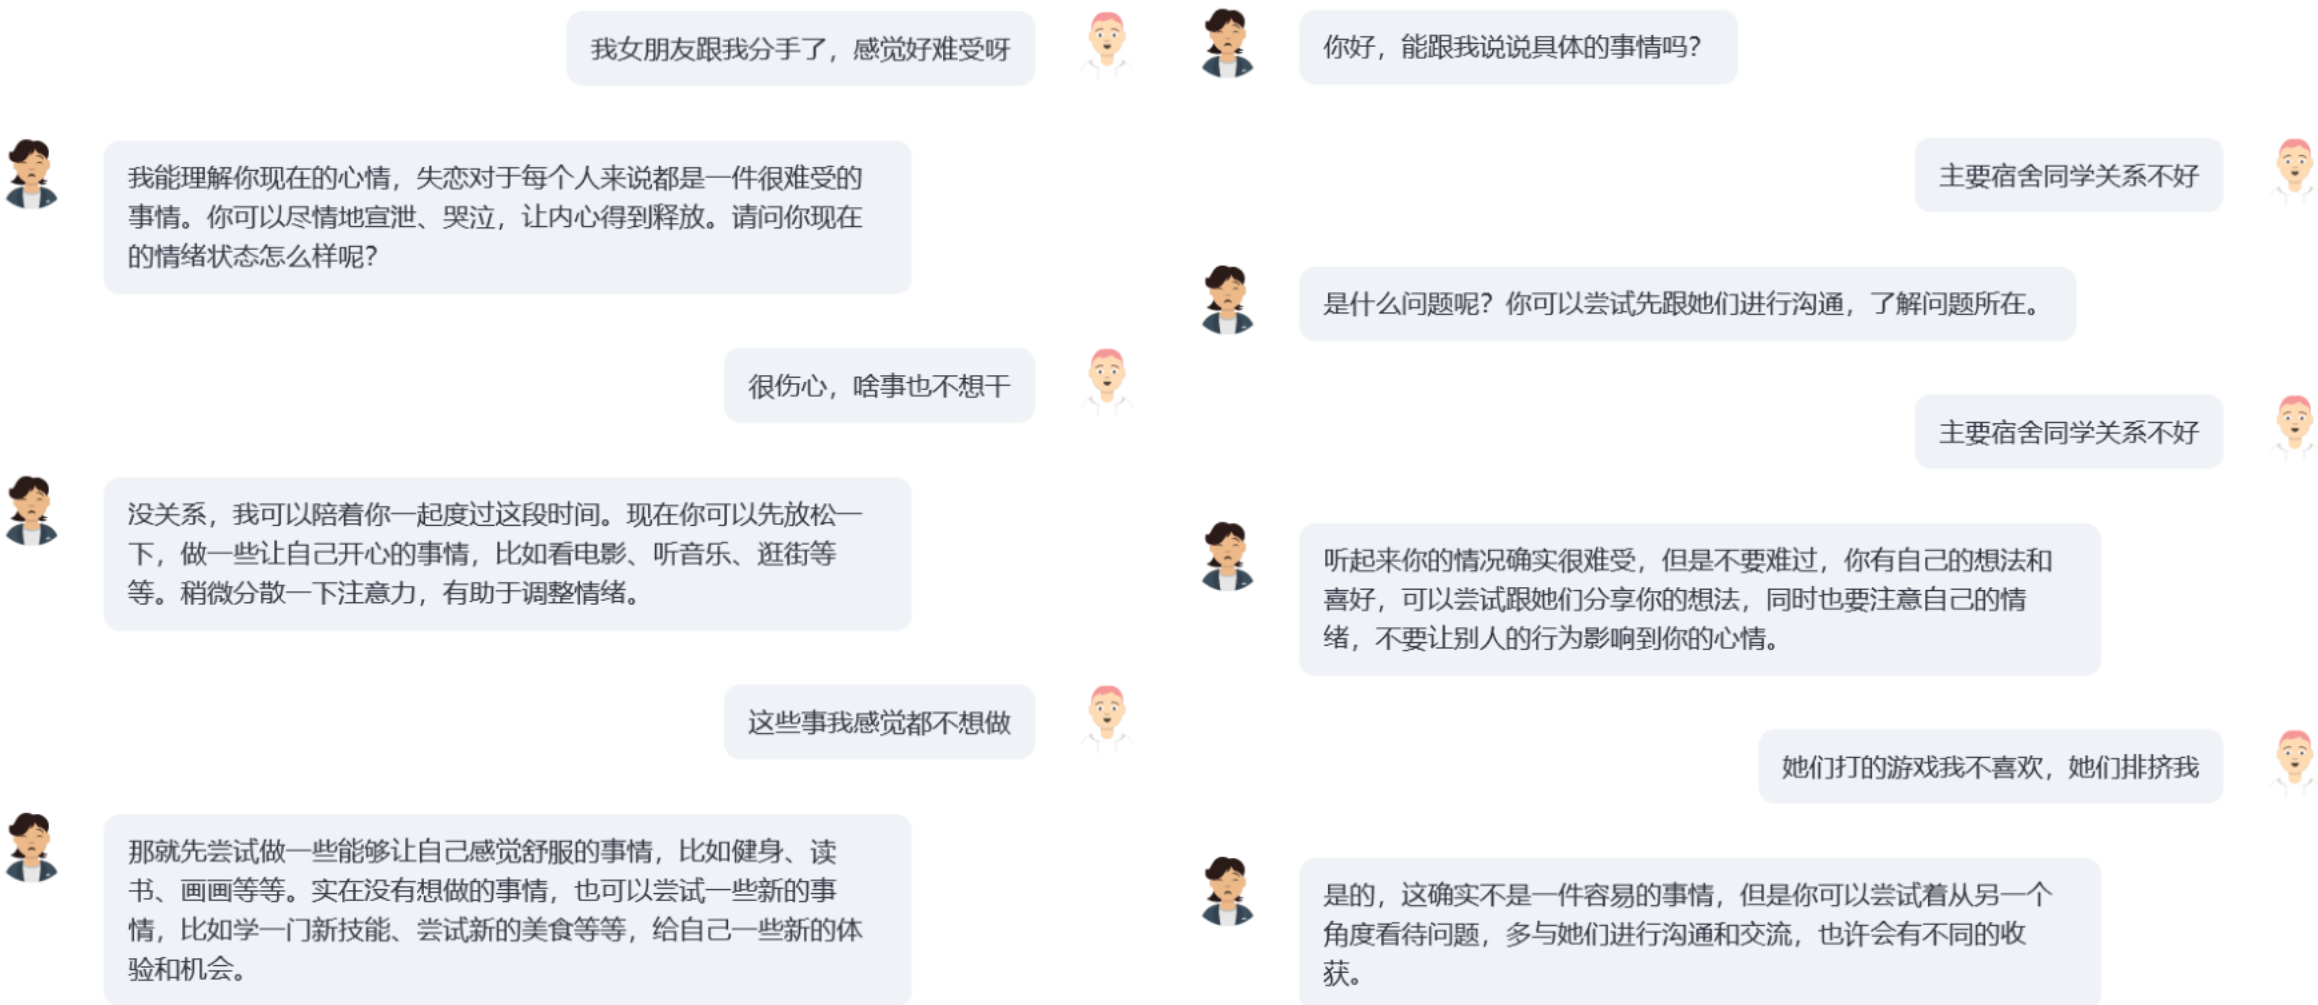 我女朋友跟我分手了，感觉好难受呀
我能理解你现在的心情，失恋对于每个人来说都是一件很难受的
事情。你可以尽情地宣泄、哭泣，让内心得到释放。请问你现在
的情绪状态怎么样呢？
很伤心，啥事也不想干
没关系，我可以陪着你一起度过这段时间。现在你可以先放松一
下，做一些让自己开心的事情，比如看电影、听音乐、逛街等
等。稍微分散一下注意力，有助于调整情绪。
这些事我感觉都不想做
那就先尝试做一些能够让自己感觉舒服的事情，比如健身、读
书、画画等等。实在没有想做的事情，也可以尝试一些新的事
情，比如学一门新技能、尝试新的美食等等，给自己一些新的体
验和机会。
你好，能跟我说说具体的事情吗？
主要宿舍同学关系不好
是什么问题呢？你可以尝试先跟她们进行沟通，了解问题所在。
主要宿舍同学关系不好
听起来你的情况确实很难受，但是不要难过，你有自己的想法和
喜好，可以尝试跟她们分享你的想法，同时也要注意自己的情
绪，不要让别人的行为影响到你的心情。
她们打的游戏我不喜欢，她们排挤我
是的，这确实不是一件容易的事情，但是你可以尝试着从另一个
角度看待问题，多与她们进行沟通和交流，也许会有不同的收
获。